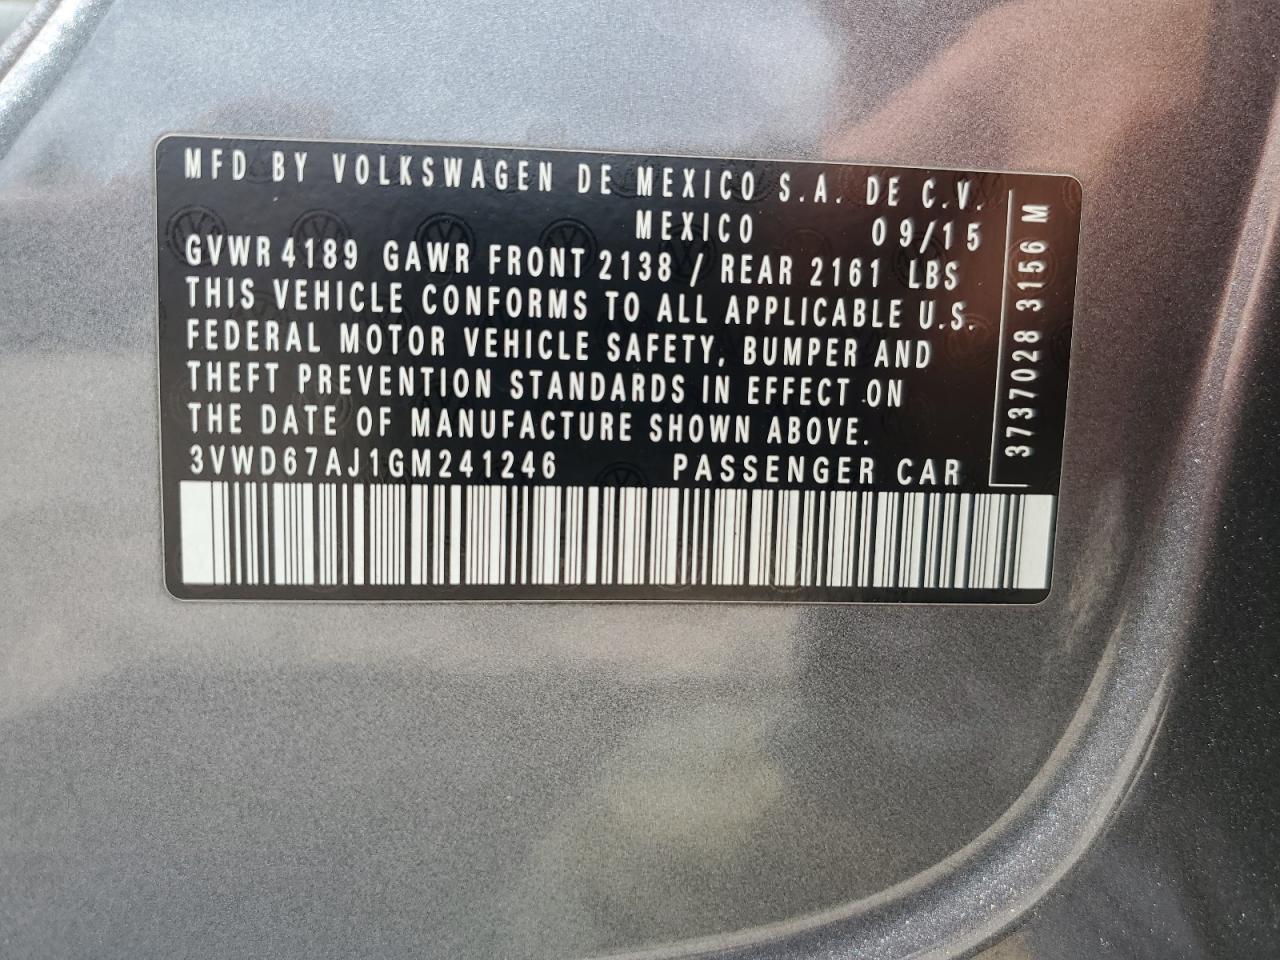 MFD BY VOLKSWAGEN DE MEXICO S.A. DE C.V.
MEXICO 09/15
GVWR 4189 GAWR FRONT 2138 / REAR 2161 LBS
THIS VEHICLE CONFORMS TO ALL APPLICABLE U.S.
FEDERAL MOTOR VEHICLE SAFETY, BUMPER AND
THEFT PREVENTION STANDARDS IN EFFECT ON
THE DATE OF MANUFACTURE SHOWN ABOVE.
3VWD67AJ1GM241246 PASSENGER CAR
3737028 3156 M